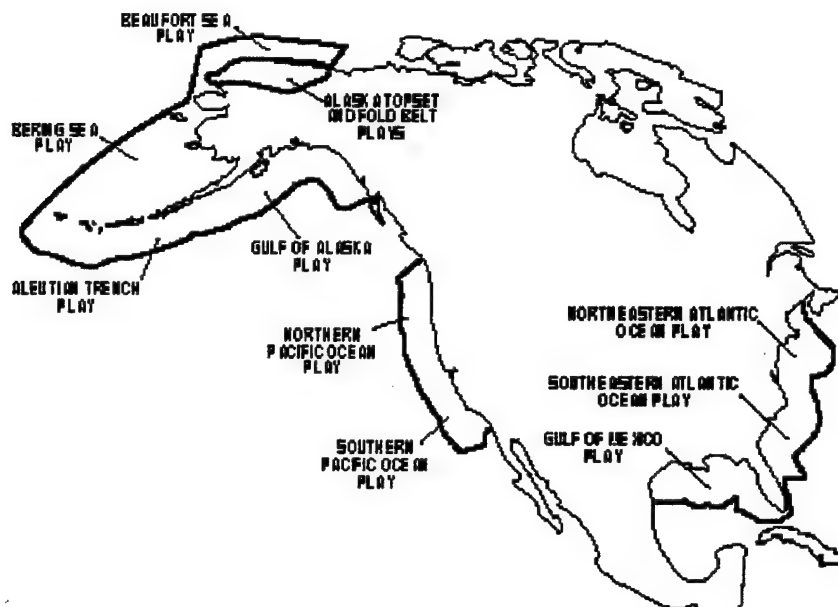 BEAUFORT SEA
PLAY
ALASKA TOPSET
AND FOLD BELT
PLAYS
BERING SEA
PLAY
GULF OF ALASKA
PLAY
ALEUTIAN TRENCH
PLAY
NORTHERN
PACIFIC OCEAN
PLAY
SOUTHERN
PACIFIC OCEAN
PLAY
NORTHEASTERN ATLANTIC
OCEAN PLAY
SOUTHEASTERN ATLANTIC
OCEAN PLAY
GULF OF MEXICO
PLAY